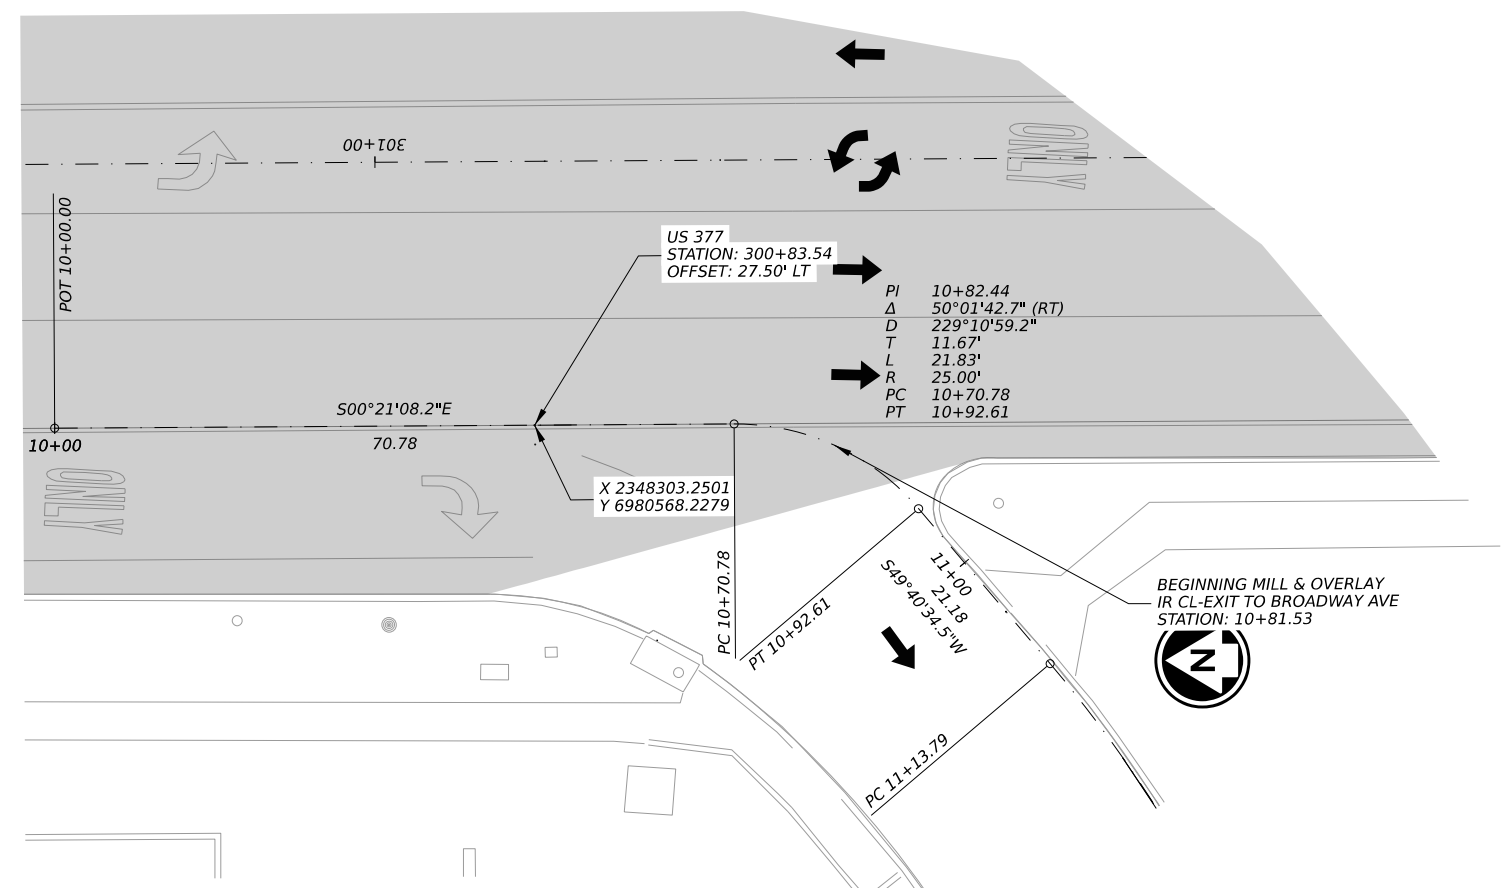 301+00
ONLY
POT 10+00.00
US 377
STATION: 300+83.54
OFFSET: 27.50' LT
PI 10+82.44
Δ 50°01'42.7" (RT)
D 229°10'59.2"
T 11.67'
L 21.83'
R 25.00'
PC 10+70.78
PT 10+92.61
S00°21'08.2"E
70.78
10+00
ONLY
X 2348303.2501
Y 6980568.2279
PC 10+70.78
PT 10+92.61
11+00
21.18
S49°40'34.5"W
BEGINNING MILL & OVERLAY
IR CL-EXIT TO BROADWAY AVE
STATION: 10+81.53
N
PC 11+13.79